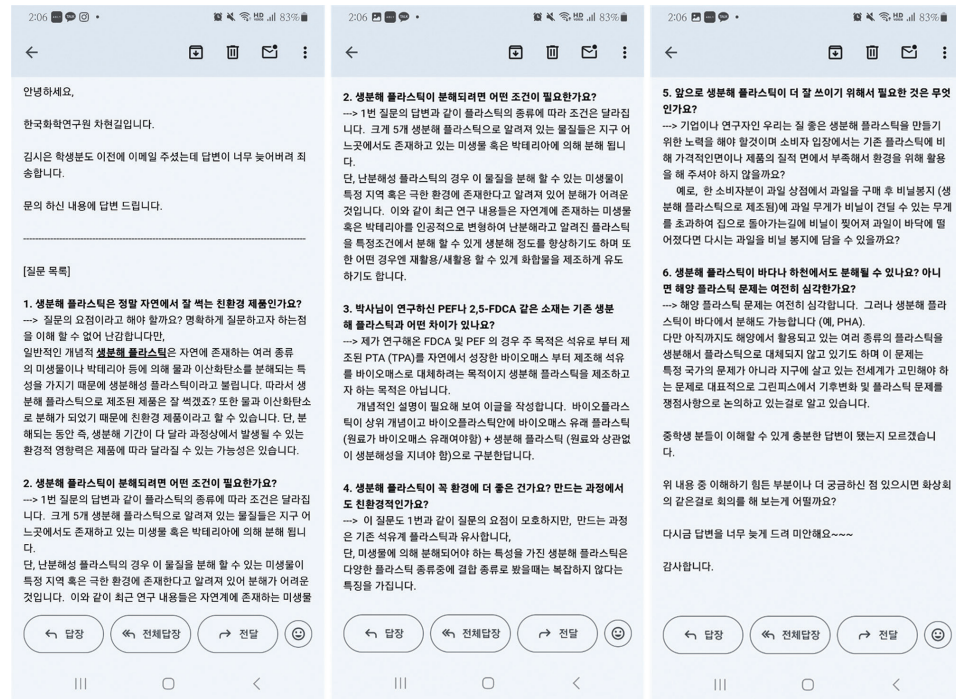 2:06
HD
83%
안녕하세요,
한국화학연구원 차현길입니다.
김시은 학생분도 이전에 이메일 주셨는데 답변이 너무 늦어버려 죄
송합니다.
문의 하신 내용에 답변 드립니다.
[질문 목록]
1. 생분해 플라스틱은 정말 자연에서 잘 썩는 친환경 제품인가요?
---> 질문의 요점이라고 해야 할까요? 명확하게 질문하고자 하는점
을 이해 할 수 없어 난감합니다만,
일반적인 개념적 생분해 플라스틱은 자연에 존재하는 여러 종류
의 미생물이나 박테리아 등에 의해 물과 이산화탄소를 분해되는 특
성을 가지기 때문에 생분해성 플라스틱이라고 불립니다. 따라서 생
분해 플라스틱으로 제조된 제품은 잘 썩겠죠? 또한 물과 이산화탄소
로 분해가 되었기 때문에 친환경 제품이라고 할 수 있습니다. 단, 분
해되는 동안 즉, 생분해 기간이 다 달라 과정상에서 발생될 수 있는
환경적 영향력은 제품에 따라 달라질 수 있는 가능성은 있습니다.
2. 생분해 플라스틱이 분해되려면 어떤 조건이 필요한가요?
---> 1번 질문의 답변과 같이 플라스틱의 종류에 따라 조건은 달라집
니다. 크게 5개 생분해 플라스틱으로 알려져 있는 물질들은 지구 어
느곳에서도 존재하고 있는 미생물 혹은 박테리아에 의해 분해 됩니
다.
단, 난분해성 플라스틱의 경우 이 물질을 분해 할 수 있는 미생물이
특정 지역 혹은 극한 환경에 존재한다고 알려져 있어 분해가 어려운
것입니다. 이와 같이 최근 연구 내용들은 자연계에 존재하는 미생물
답장
전체답장
전달
2:06
HD
83%
2. 생분해 플라스틱이 분해되려면 어떤 조건이 필요한가요?
---> 1번 질문의 답변과 같이 플라스틱의 종류에 따라 조건은 달라집
니다. 크게 5개 생분해 플라스틱으로 알려져 있는 물질들은 지구 어
느곳에서도 존재하고 있는 미생물 혹은 박테리아에 의해 분해 됩니
다.
단, 난분해성 플라스틱의 경우 이 물질을 분해 할 수 있는 미생물이
특정 지역 혹은 극한 환경에 존재한다고 알려져 있어 분해가 어려운
것입니다. 이와 같이 최근 연구 내용들은 자연계에 존재하는 미생물
혹은 박테리아를 인공적으로 변형하여 난분해라고 알려진 플라스틱
을 특정조건에서 분해 할 수 있게 생분해 정도를 향상하기도 하며 또
한 어떤 경우엔 재활용/새활용 할 수 있게 화합물을 제조하게 유도
하기도 합니다.
3. 박사님이 연구하신 PEF나 2,5-FDCA 같은 소재는 기존 생분
해 플라스틱과 어떤 차이가 있나요?
---> 제가 연구해온 FDCA 및 PEF 의 경우 주 목적은 석유로 부터 제
조된 PTA (TPA)를 자연에서 성장한 바이오매스 부터 제조해 석유
를 바이오매스로 대체하려는 목적이지 생분해 플라스틱을 제조하고
자 하는 목적은 아닙니다.
개념적인 설명이 필요해 보여 이글을 작성합니다. 바이오플라스
틱이 상위 개념이고 바이오플라스틱안에 바이오매스 유래 플라스틱
(원료가 바이오매스 유래여야함) + 생분해 플라스틱 (원료와 상관없
이 생분해성을 지녀야 함)으로 구분한답니다.
4. 생분해 플라스틱이 꼭 환경에 더 좋은 건가요? 만드는 과정에서
도 친환경적인가요?
---> 이 질문도 1번과 같이 질문의 요점이 모호하지만, 만드는 과정
은 기존 석유계 플라스틱과 유사합니다,
단, 미생물에 의해 분해되어야 하는 특성을 가진 생분해 플라스틱은
다양한 플라스틱 종류중에 결합 종류로 봤을때는 복잡하지 않다는
특징을 가집니다.
답장
전체답장
전달
2:06
HD
83%
5. 앞으로 생분해 플라스틱이 더 잘 쓰이기 위해서 필요한 것은 무엇
인가요?
---> 기업이나 연구자인 우리는 질 좋은 생분해 플라스틱을 만들기
위한 노력을 해야 할것이며 소비자 입장에서는 기존 플라스틱에 비
해 가격적인면이나 제품의 질적 면에서 부족해서 환경을 위해 활용
을 해 주셔야 하지 않을까요?
예로, 한 소비자분이 과일 상점에서 과일을 구매 후 비닐봉지 (생
분해 플라스틱으로 제조됨)에 과일 무게가 비닐이 견딜 수 있는 무게
를 초과하여 집으로 돌아가는길에 비닐이 찢어져 과일이 바닥에 떨
어졌다면 다시는 과일을 비닐 봉지에 담을 수 있을까요?
6. 생분해 플라스틱이 바다나 하천에서도 분해될 수 있나요? 아니
면 해양 플라스틱 문제는 여전히 심각한가요?
---> 해양 플라스틱 문제는 여전히 심각합니다. 그러나 생분해 플라
스틱이 바다에서 분해도 가능합니다 (예, PHA).
다만 아직까지도 해양에서 활용되고 있는 여러 종류의 플라스틱을
생분해서 플라스틱으로 대체되지 않고 있기도 하며 이 문제는
특정 국가의 문제가 아니라 지구에 살고 있는 전세계가 고민해야 하
는 문제로 대표적으로 그린피스에서 기후변화 및 플라스틱 문제를
쟁점사항으로 논의하고 있는걸로 알고 있습니다.
중학생 분들이 이해할 수 있게 충분한 답변이 됐는지 모르겠습니
다.
위 내용 중 이해하기 힘든 부분이나 더 궁금하신 점 있으시면 화상회
의 같은걸로 회의를 해 보는게 어떨까요?
다시금 답변을 너무 늦게 드려 미안해요~~~
감사합니다.
답장
전체답장
전달